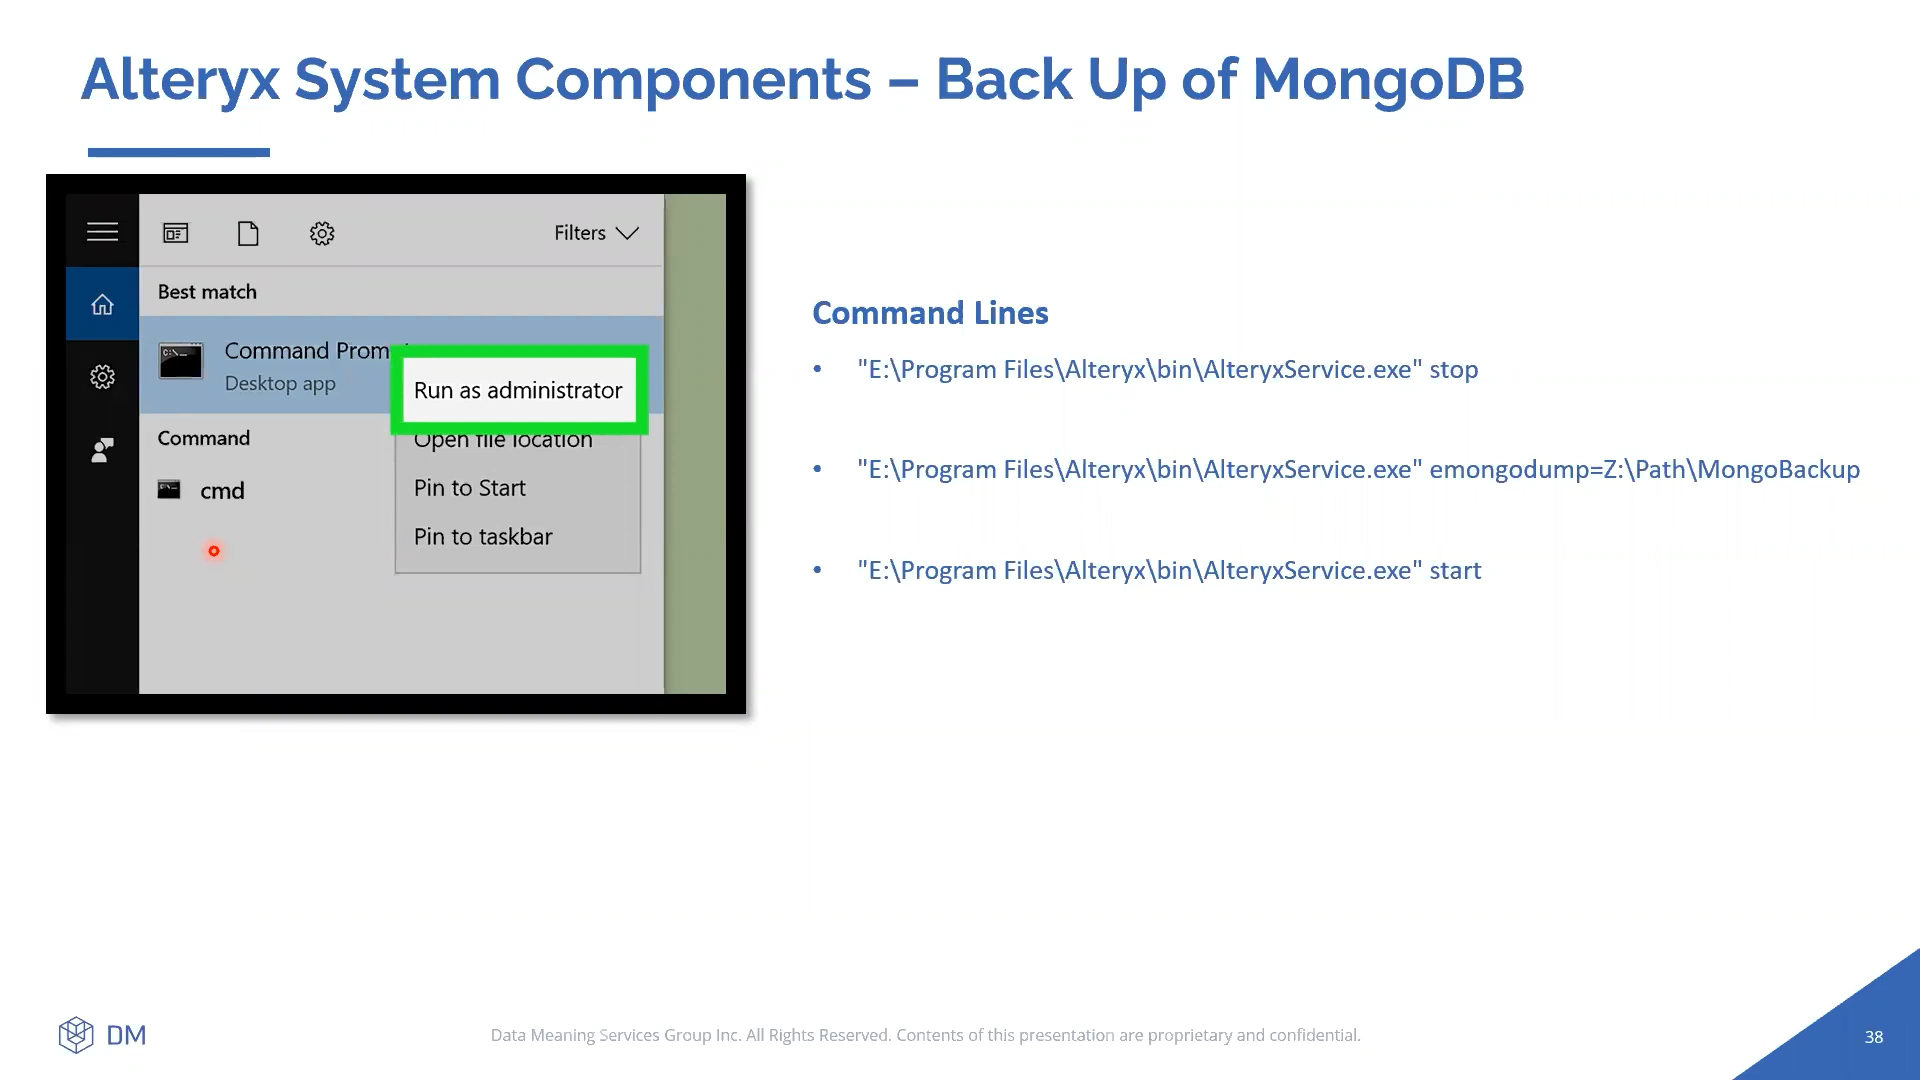 Alteryx System Components – Back Up of MongoDB
Filters
Best match
Command Prom
Desktop app
Run as administrator
Command
Open file location
cmd
Pin to Start
Pin to taskbar
Command Lines
• "E:\Program Files\Alteryx\bin\AlteryxService.exe" stop
• "E:\Program Files\Alteryx\bin\AlteryxService.exe" emongodump=Z:\Path\MongoBackup
• "E:\Program Files\Alteryx\bin\AlteryxService.exe" start
DM
Data Meaning Services Group Inc. All Rights Reserved. Contents of this presentation are proprietary and confidential.
38